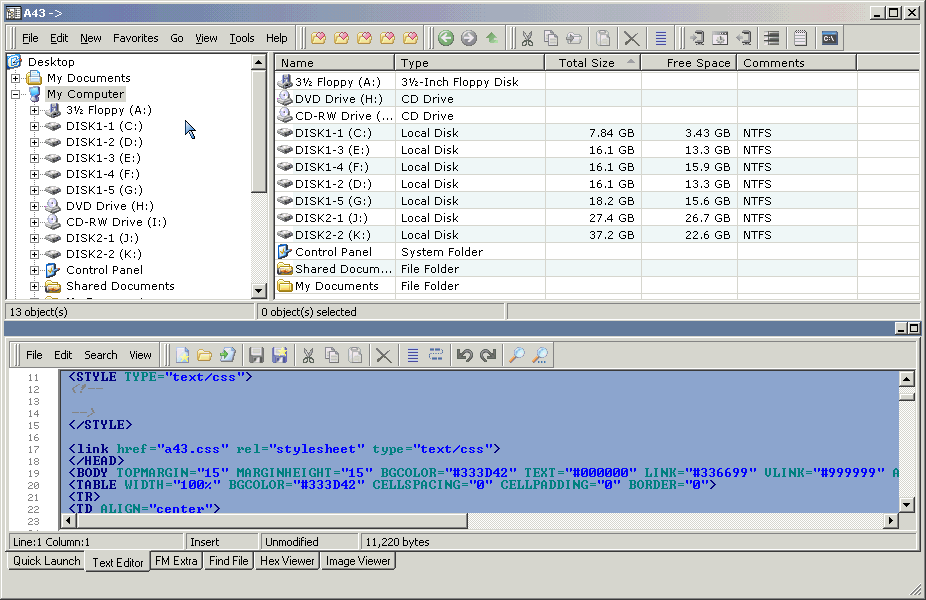 A43 ->
File Edit New Favorites Go View Tools Help
Desktop
My Documents
My Computer
3½ Floppy (A:)
DISK1-1 (C:)
DISK1-2 (D:)
DISK1-3 (E:)
DISK1-4 (F:)
DISK1-5 (G:)
DVD Drive (H:)
CD-RW Drive (I:)
DISK2-1 (J:)
DISK2-2 (K:)
Control Panel
Shared Documents
Name Type Total Size Free Space Comments
3½ Floppy (A:) 3½-Inch Floppy Disk
DVD Drive (H:) CD Drive
CD-RW Drive (... CD Drive
DISK1-1 (C:) Local Disk 7.84 GB 3.43 GB NTFS
DISK1-3 (E:) Local Disk 16.1 GB 13.3 GB NTFS
DISK1-4 (F:) Local Disk 16.1 GB 15.9 GB NTFS
DISK1-2 (D:) Local Disk 16.1 GB 13.3 GB NTFS
DISK1-5 (G:) Local Disk 18.2 GB 15.6 GB NTFS
DISK2-1 (J:) Local Disk 27.4 GB 26.7 GB NTFS
DISK2-2 (K:) Local Disk 37.2 GB 22.6 GB NTFS
Control Panel System Folder
Shared Docum... File Folder
My Documents File Folder
13 object(s) 0 object(s) selected
File Edit Search View
11 <STYLE TYPE="text/css">
12 <!--
13
14 -->
15 </STYLE>
16
17 <link href="a43.css" rel="stylesheet" type="text/css">
18 </HEAD>
19 <BODY TOPMARGIN="15" MARGINHEIGHT="15" BGCOLOR="#333D42" TEXT="#000000" LINK="#336699" VLINK="#999999" A
20 <TABLE WIDTH="100%" BGCOLOR="#333D42" CELLSPACING="0" CELLPADDING="0" BORDER="0">
21 <TR>
22 <TD ALIGN="center">
23
Line:1 Column:1 Insert Unmodified 11,220 bytes
Quick Launch Text Editor FM Extra Find File Hex Viewer Image Viewer